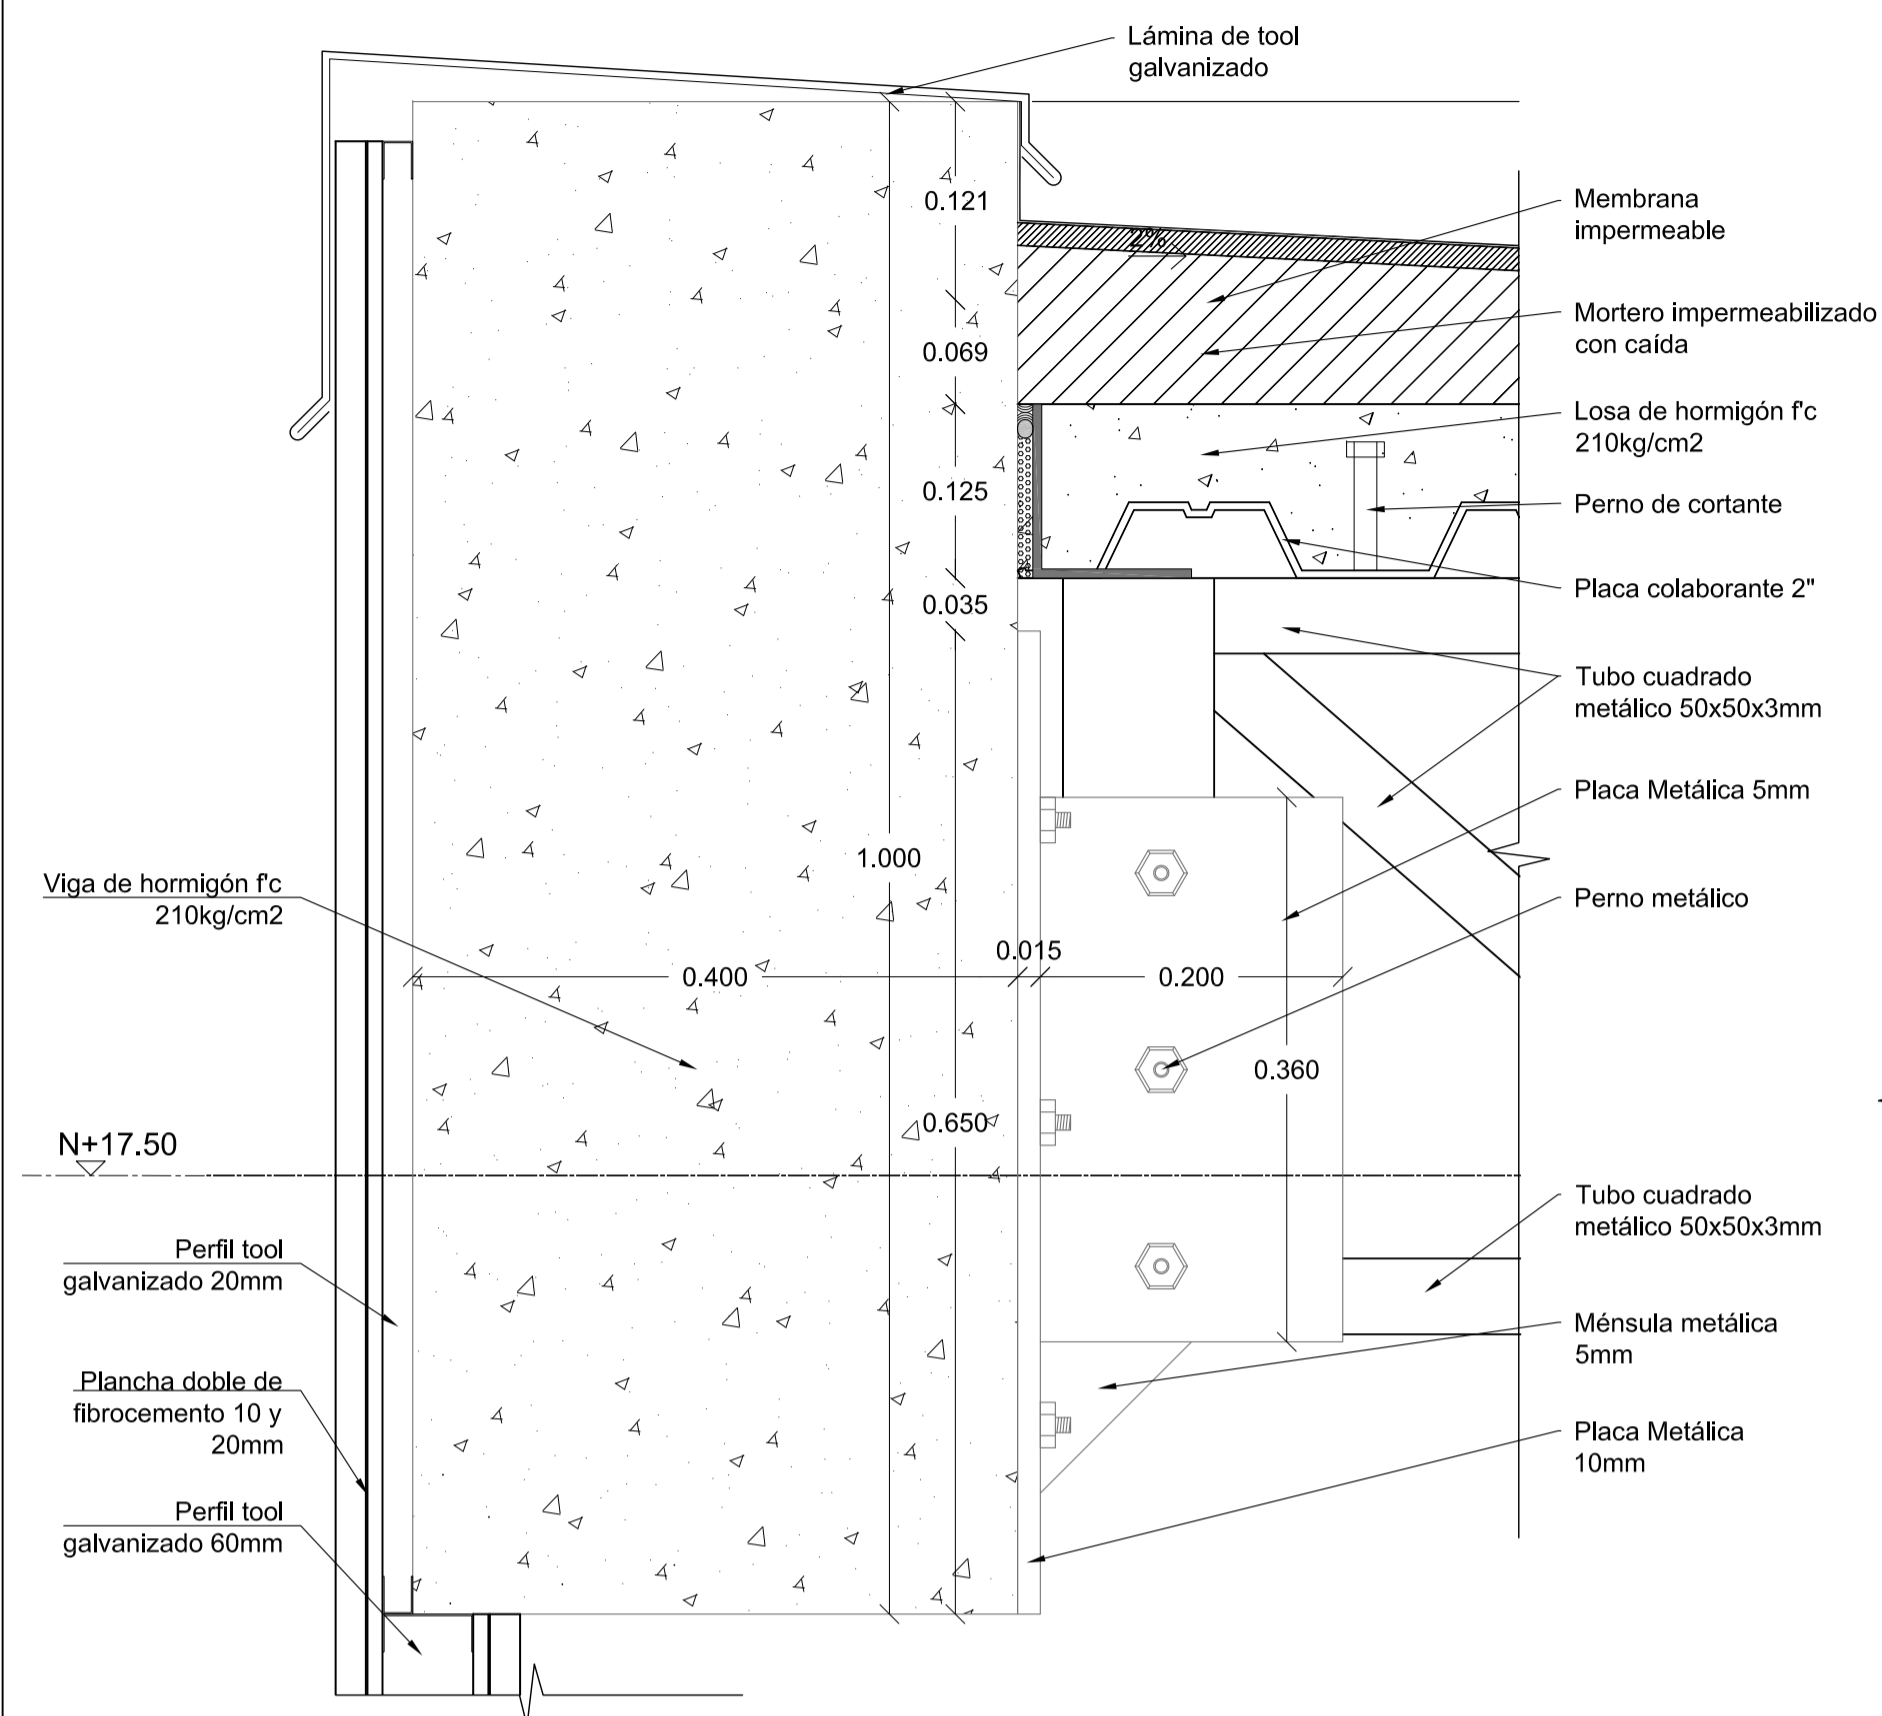 Lámina de tool
galvanizado
0.121
Membrana
impermeable
2%
Mortero impermeabilizado
con caída
0.069
Losa de hormigón f'c
210kg/cm2
0.125
Perno de cortante
Placa colaborante 2"
0.035
Tubo cuadrado
metálico 50x50x3mm
Placa Metálica 5mm
1.000
Viga de hormigón f'c
210kg/cm2
Perno metálico
0.015
0.400
0.200
0.360
0.650
N+17.50
Tubo cuadrado
metálico 50x50x3mm
Perfil tool
galvanizado 20mm
Ménsula metálica
5mm
Plancha doble de
fibrocemento 10 y
20mm
Placa Metálica
10mm
Perfil tool
galvanizado 60mm